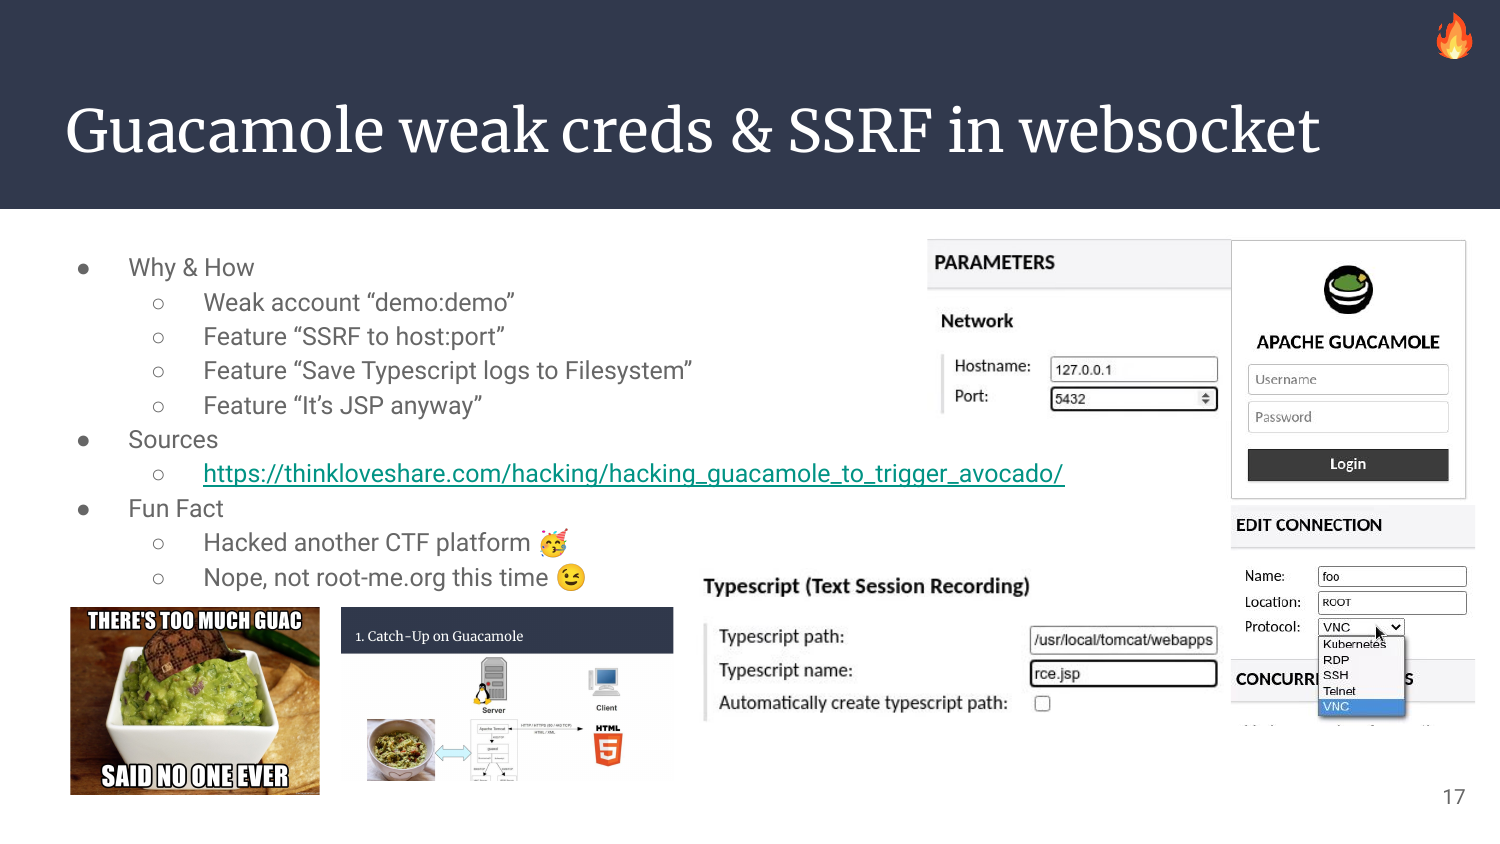 Guacamole weak creds & SSRF in websocket
● Why & How
○ Weak account “demo:demo”
○ Feature “SSRF to host:port”
○ Feature “Save Typescript logs to Filesystem”
○ Feature “It’s JSP anyway”
● Sources
○ https://thinkloveshare.com/hacking/hacking_guacamole_to_trigger_avocado/
● Fun Fact
○ Hacked another CTF platform 🥳
○ Nope, not root-me.org this time 😉
PARAMETERS
Network
Hostname: 127.0.0.1
Port: 5432
APACHE GUACAMOLE
Username
Password
Login
EDIT CONNECTION
Name: foo
Location: ROOT
Protocol: VNC
Kubernetes
RDP
SSH
Telnet
VNC
Typescript (Text Session Recording)
Typescript path: /usr/local/tomcat/webapps
Typescript name: rce.jsp
Automatically create typescript path:
THERE'S TOO MUCH GUAC
SAID NO ONE EVER
1. Catch-Up on Guacamole
Server
Client
Apache Tomcat
HTML
5
17